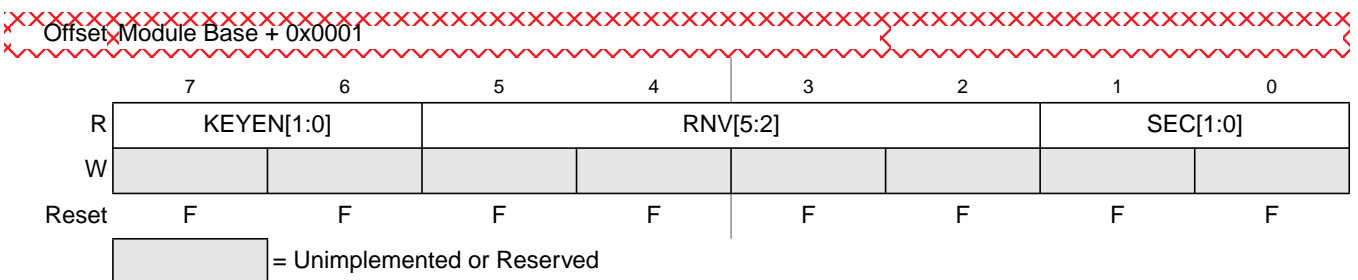 Offset Module Base + 0x0001
7 6 5 4 3 2 1 0
R KEYEN[1:0] RNV[5:2] SEC[1:0]
W
Reset F F F F F F F F
= Unimplemented or Reserved